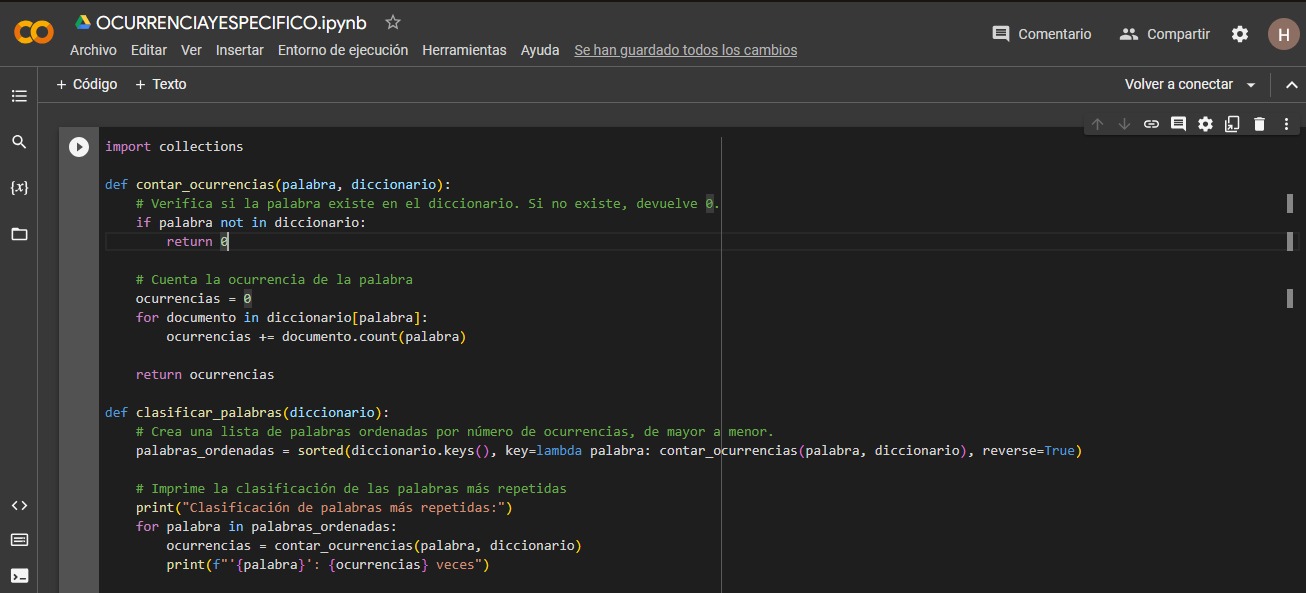 OCURRENCIAYESPECIFICO.ipynb
Comentario
Compartir
H
Archivo Editar Ver Insertar Entorno de ejecución Herramientas Ayuda Se han guardado todos los cambios
+ Código + Texto
Volver a conectar
{x}
import collections
def contar_ocurrencias(palabra, diccionario):
# Verifica si la palabra existe en el diccionario. Si no existe, devuelve 0.
if palabra not in diccionario:
return 0
# Cuenta la ocurrencia de la palabra
ocurrencias = 0
for documento in diccionario[palabra]:
ocurrencias += documento.count(palabra)
return ocurrencias
def clasificar_palabras(diccionario):
# Crea una lista de palabras ordenadas por número de ocurrencias, de mayor a menor.
palabras_ordenadas = sorted(diccionario.keys(), key=lambda palabra: contar_ocurrencias(palabra, diccionario), reverse=True)
# Imprime la clasificación de las palabras más repetidas
print("Clasificación de palabras más repetidas:")
for palabra in palabras_ordenadas:
ocurrencias = contar_ocurrencias(palabra, diccionario)
print(f"'{palabra}': {ocurrencias} veces")